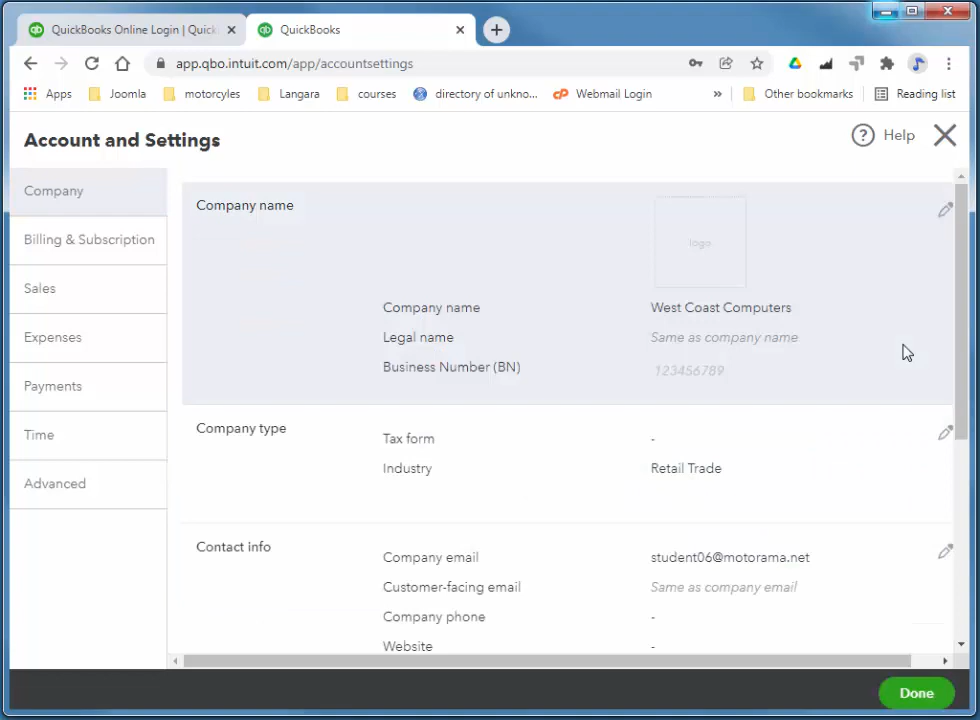 QuickBooks Online Login | Quick
QuickBooks
app.qbo.intuit.com/app/accountsettings
Apps
Joomla
motorcyles
Langara
courses
directory of unkno...
cP
Webmail Login
»
Other bookmarks
Reading list
Account and Settings
? Help
Company
Billing & Subscription
Sales
Expenses
Payments
Time
Advanced
Company name
logo
Company name West Coast Computers
Legal name Same as company name
Business Number (BN) 123456789
Company type
Tax form -
Industry Retail Trade
Contact info
Company email student06@motorama.net
Customer-facing email Same as company email
Company phone -
Website -
Done